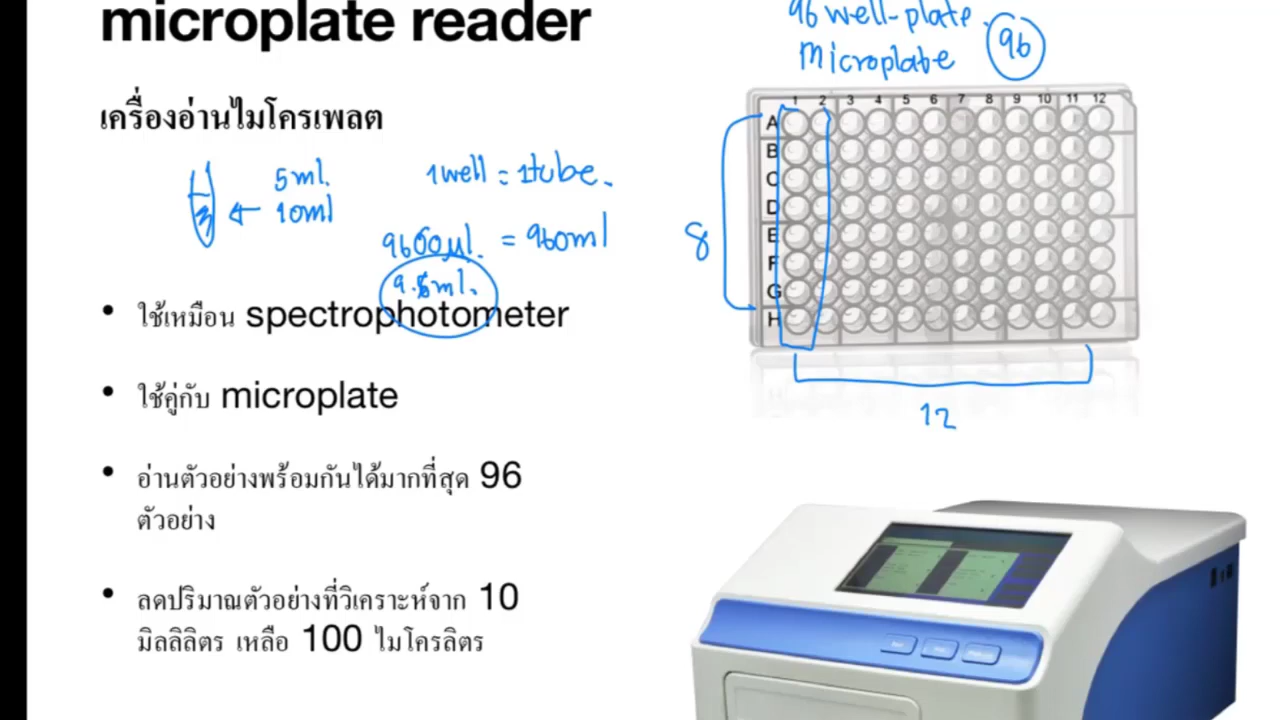 microplate reader
เครื่องอ่านไมโครเพลต
5ml.
10ml
1well = 1tube.
9600µl. = 960ml
9.6ml.
• ใช้เหมือน spectrophotometer
• ใช้คู่กับ microplate
• อ่านตัวอย่างพร้อมกันได้มากที่สุด 96
ตัวอย่าง
• ลดปริมาณตัวอย่างที่วิเคราะห์จาก 10
มิลลิลิตร เหลือ 100 ไมโครลิตร
96 well-plate.
Microplate 96
1 2 3 4 5 6 7 8 9 10 11 12
A
B
C
D
E
F
G
H
8
12